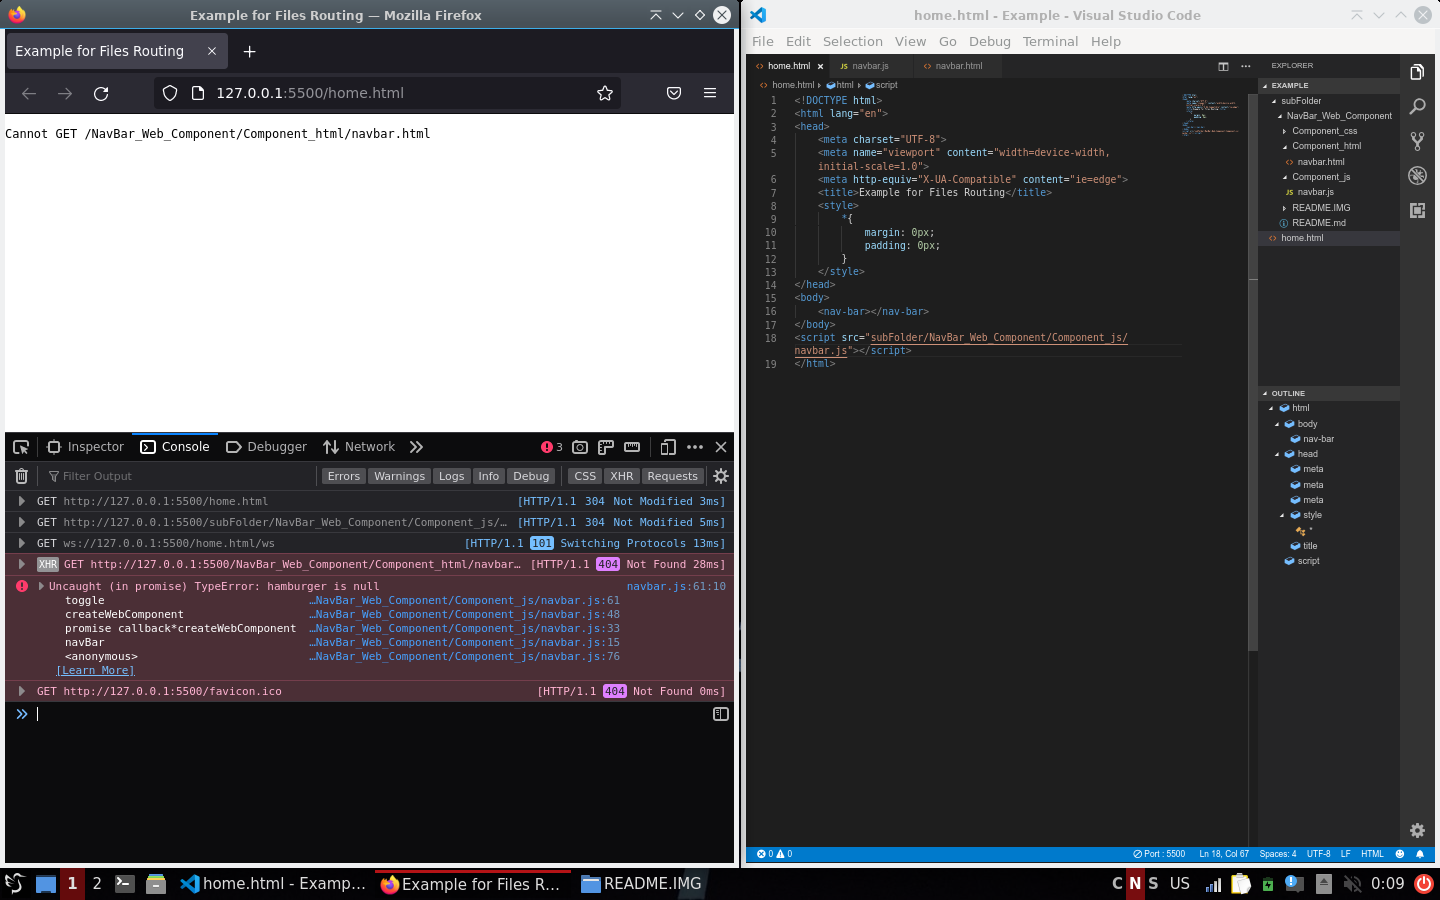 Example for Files Routing — Mozilla Firefox
Example for Files Routing
127.0.0.1:5500/home.html
Cannot GET /NavBar_Web_Component/Component_html/navbar.html
Inspector Console Debugger Network 3
Filter Output Errors Warnings Logs Info Debug CSS XHR Requests
GET http://127.0.0.1:5500/home.html [HTTP/1.1 304 Not Modified 3ms]
GET http://127.0.0.1:5500/subFolder/NavBar_Web_Component/Component_js/… [HTTP/1.1 304 Not Modified 5ms]
GET ws://127.0.0.1:5500/home.html/ws [HTTP/1.1 101 Switching Protocols 13ms]
XHR GET http://127.0.0.1:5500/NavBar_Web_Component/Component_html/navbar… [HTTP/1.1 404 Not Found 28ms]
Uncaught (in promise) TypeError: hamburger is null navbar.js:61:10
toggle …NavBar_Web_Component/Component_js/navbar.js:61
createWebComponent …NavBar_Web_Component/Component_js/navbar.js:48
promise callback*createWebComponent …NavBar_Web_Component/Component_js/navbar.js:33
navBar …NavBar_Web_Component/Component_js/navbar.js:15
<anonymous> …NavBar_Web_Component/Component_js/navbar.js:76
[Learn More]
GET http://127.0.0.1:5500/favicon.ico [HTTP/1.1 404 Not Found 0ms]
home.html - Example - Visual Studio Code
File Edit Selection View Go Debug Terminal Help
home.html navbar.js navbar.html
home.html html script
1 <!DOCTYPE html>
2 <html lang="en">
3 <head>
4 <meta charset="UTF-8">
5 <meta name="viewport" content="width=device-width,
initial-scale=1.0">
6 <meta http-equiv="X-UA-Compatible" content="ie=edge">
7 <title>Example for Files Routing</title>
8 <style>
9 *{
10 margin: 0px;
11 padding: 0px;
12 }
13 </style>
14 </head>
15 <body>
16 <nav-bar></nav-bar>
17 </body>
18 <script src="subFolder/NavBar_Web_Component/Component_js/
navbar.js"></script>
19 </html>
EXPLORER
EXAMPLE
subFolder
NavBar_Web_Component
Component_css
Component_html
navbar.html
Component_js
navbar.js
README.IMG
README.md
home.html
OUTLINE
html
body
nav-bar
head
meta
meta
meta
style
*
title
script
0 0 Port : 5500 Ln 18, Col 67 Spaces: 4 UTF-8 LF HTML
1 2 home.html - Examp… Example for Files R… README.IMG C N S US 0:09